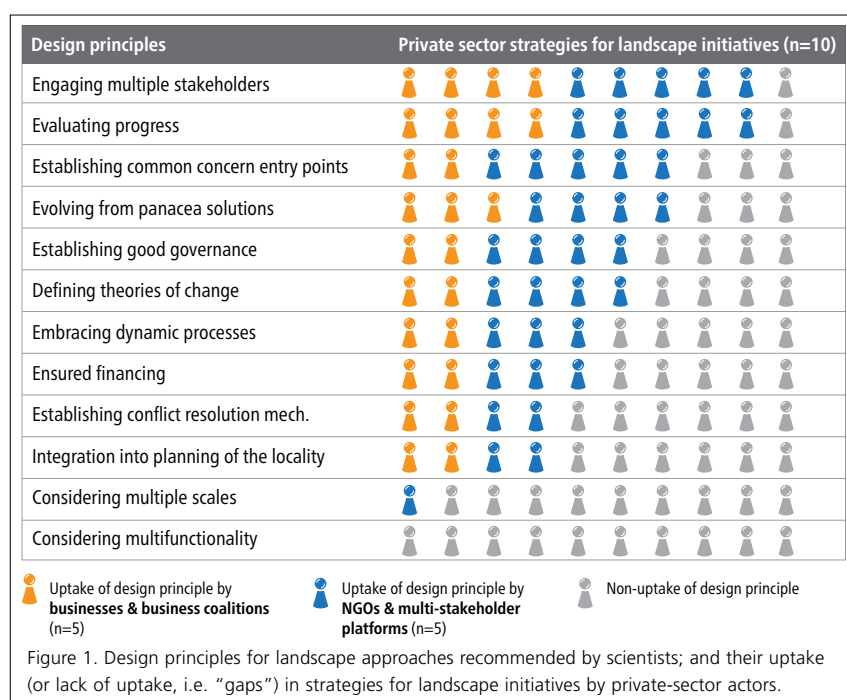 Design principles Private sector strategies for landscape initiatives (n=10)
Engaging multiple stakeholders
Evaluating progress
Establishing common concern entry points
Evolving from panacea solutions
Establishing good governance
Defining theories of change
Embracing dynamic processes
Ensured financing
Establishing conflict resolution mech.
Integration into planning of the locality
Considering multiple scales
Considering multifunctionality
Uptake of design principle by
businesses & business coalitions
(n=5)
Uptake of design principle by
NGOs & multi-stakeholder
platforms (n=5)
Non-uptake of design principle
Figure 1. Design principles for landscape approaches recommended by scientists; and their uptake
(or lack of uptake, i.e. “gaps”) in strategies for landscape initiatives by private-sector actors.